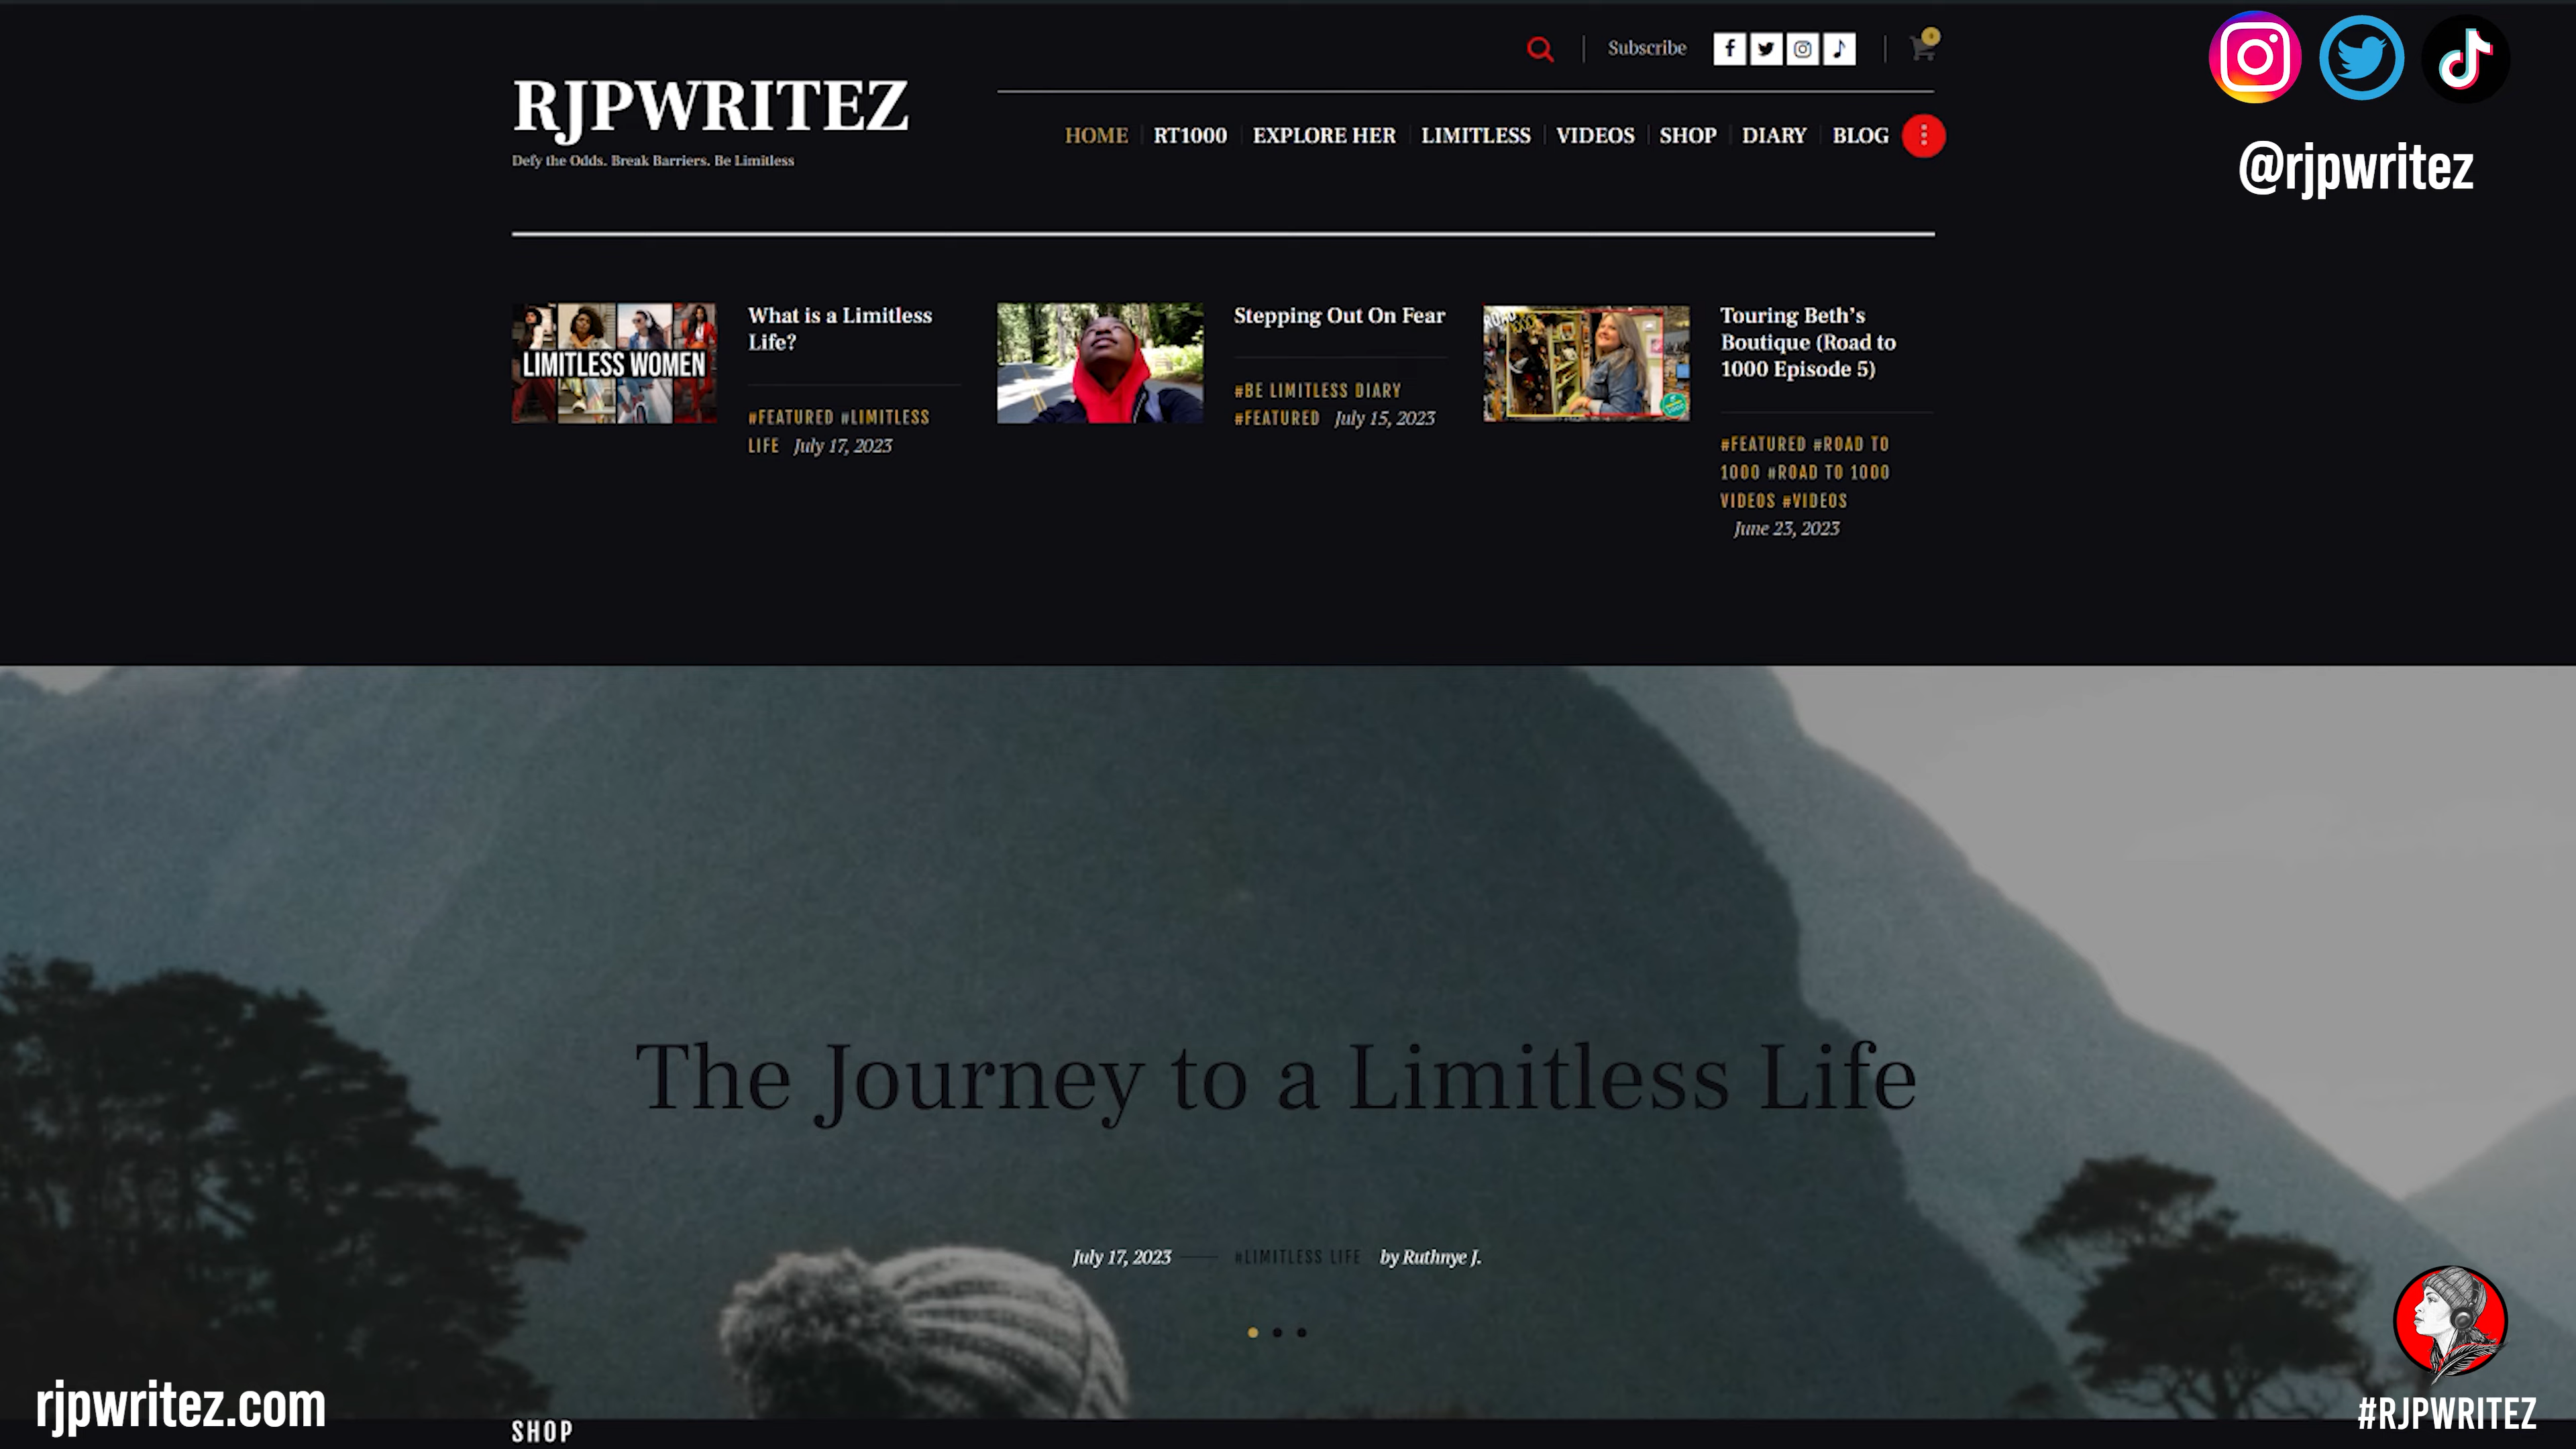 Subscribe
0
RJPWRITEZ
Defy the Odds. Break Barriers. Be Limitless
HOME
RT1000
EXPLORE HER
LIMITLESS
VIDEOS
SHOP
DIARY
BLOG
@rjpwritez
LIMITLESS WOMEN
What is a Limitless
Life?
#FEATURED #LIMITLESS
LIFE July 17, 2023
Stepping Out On Fear
#BE LIMITLESS DIARY
#FEATURED July 15, 2023
ROAD
1000
Touring Beth's
Boutique (Road to
1000 Episode 5)
#FEATURED #ROAD TO
1000 #ROAD TO 1000
VIDEOS #VIDEOS
June 23, 2023
The Journey to a Limitless Life
July 17, 2023 #LIMITLESS LIFE by Ruthnye J.
rjpwritez.com
SHOP
#RJPWRITEZ